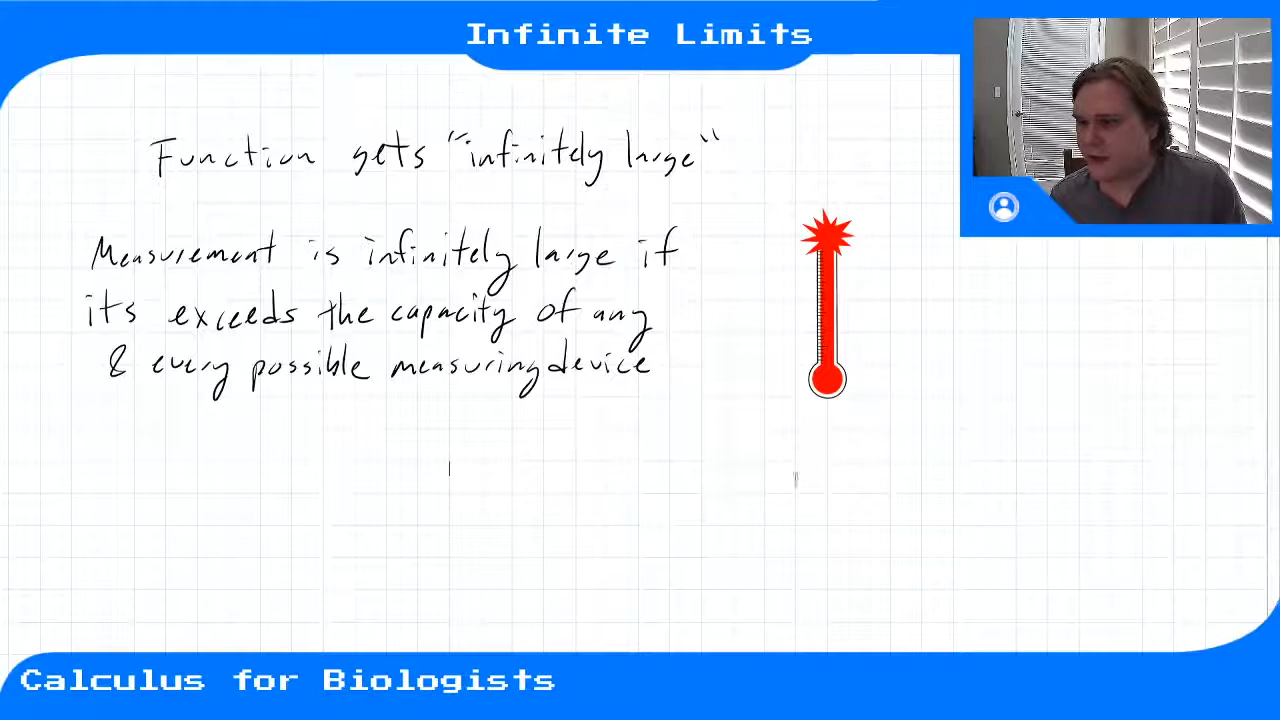 Infinite Limits
Function gets "infinitely large"
Measurement is infinitely large if
its exceeds the capacity of any
& every possible measuring device
Calculus for Biologists